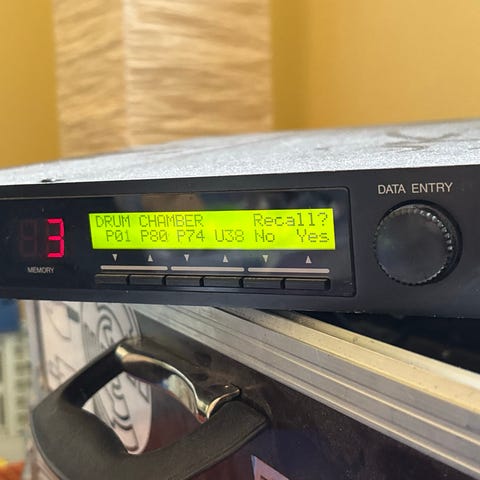 DATA ENTRY
3
MEMORY
DRUM CHAMBER Recall?
P01 P80 P74 U38 No Yes